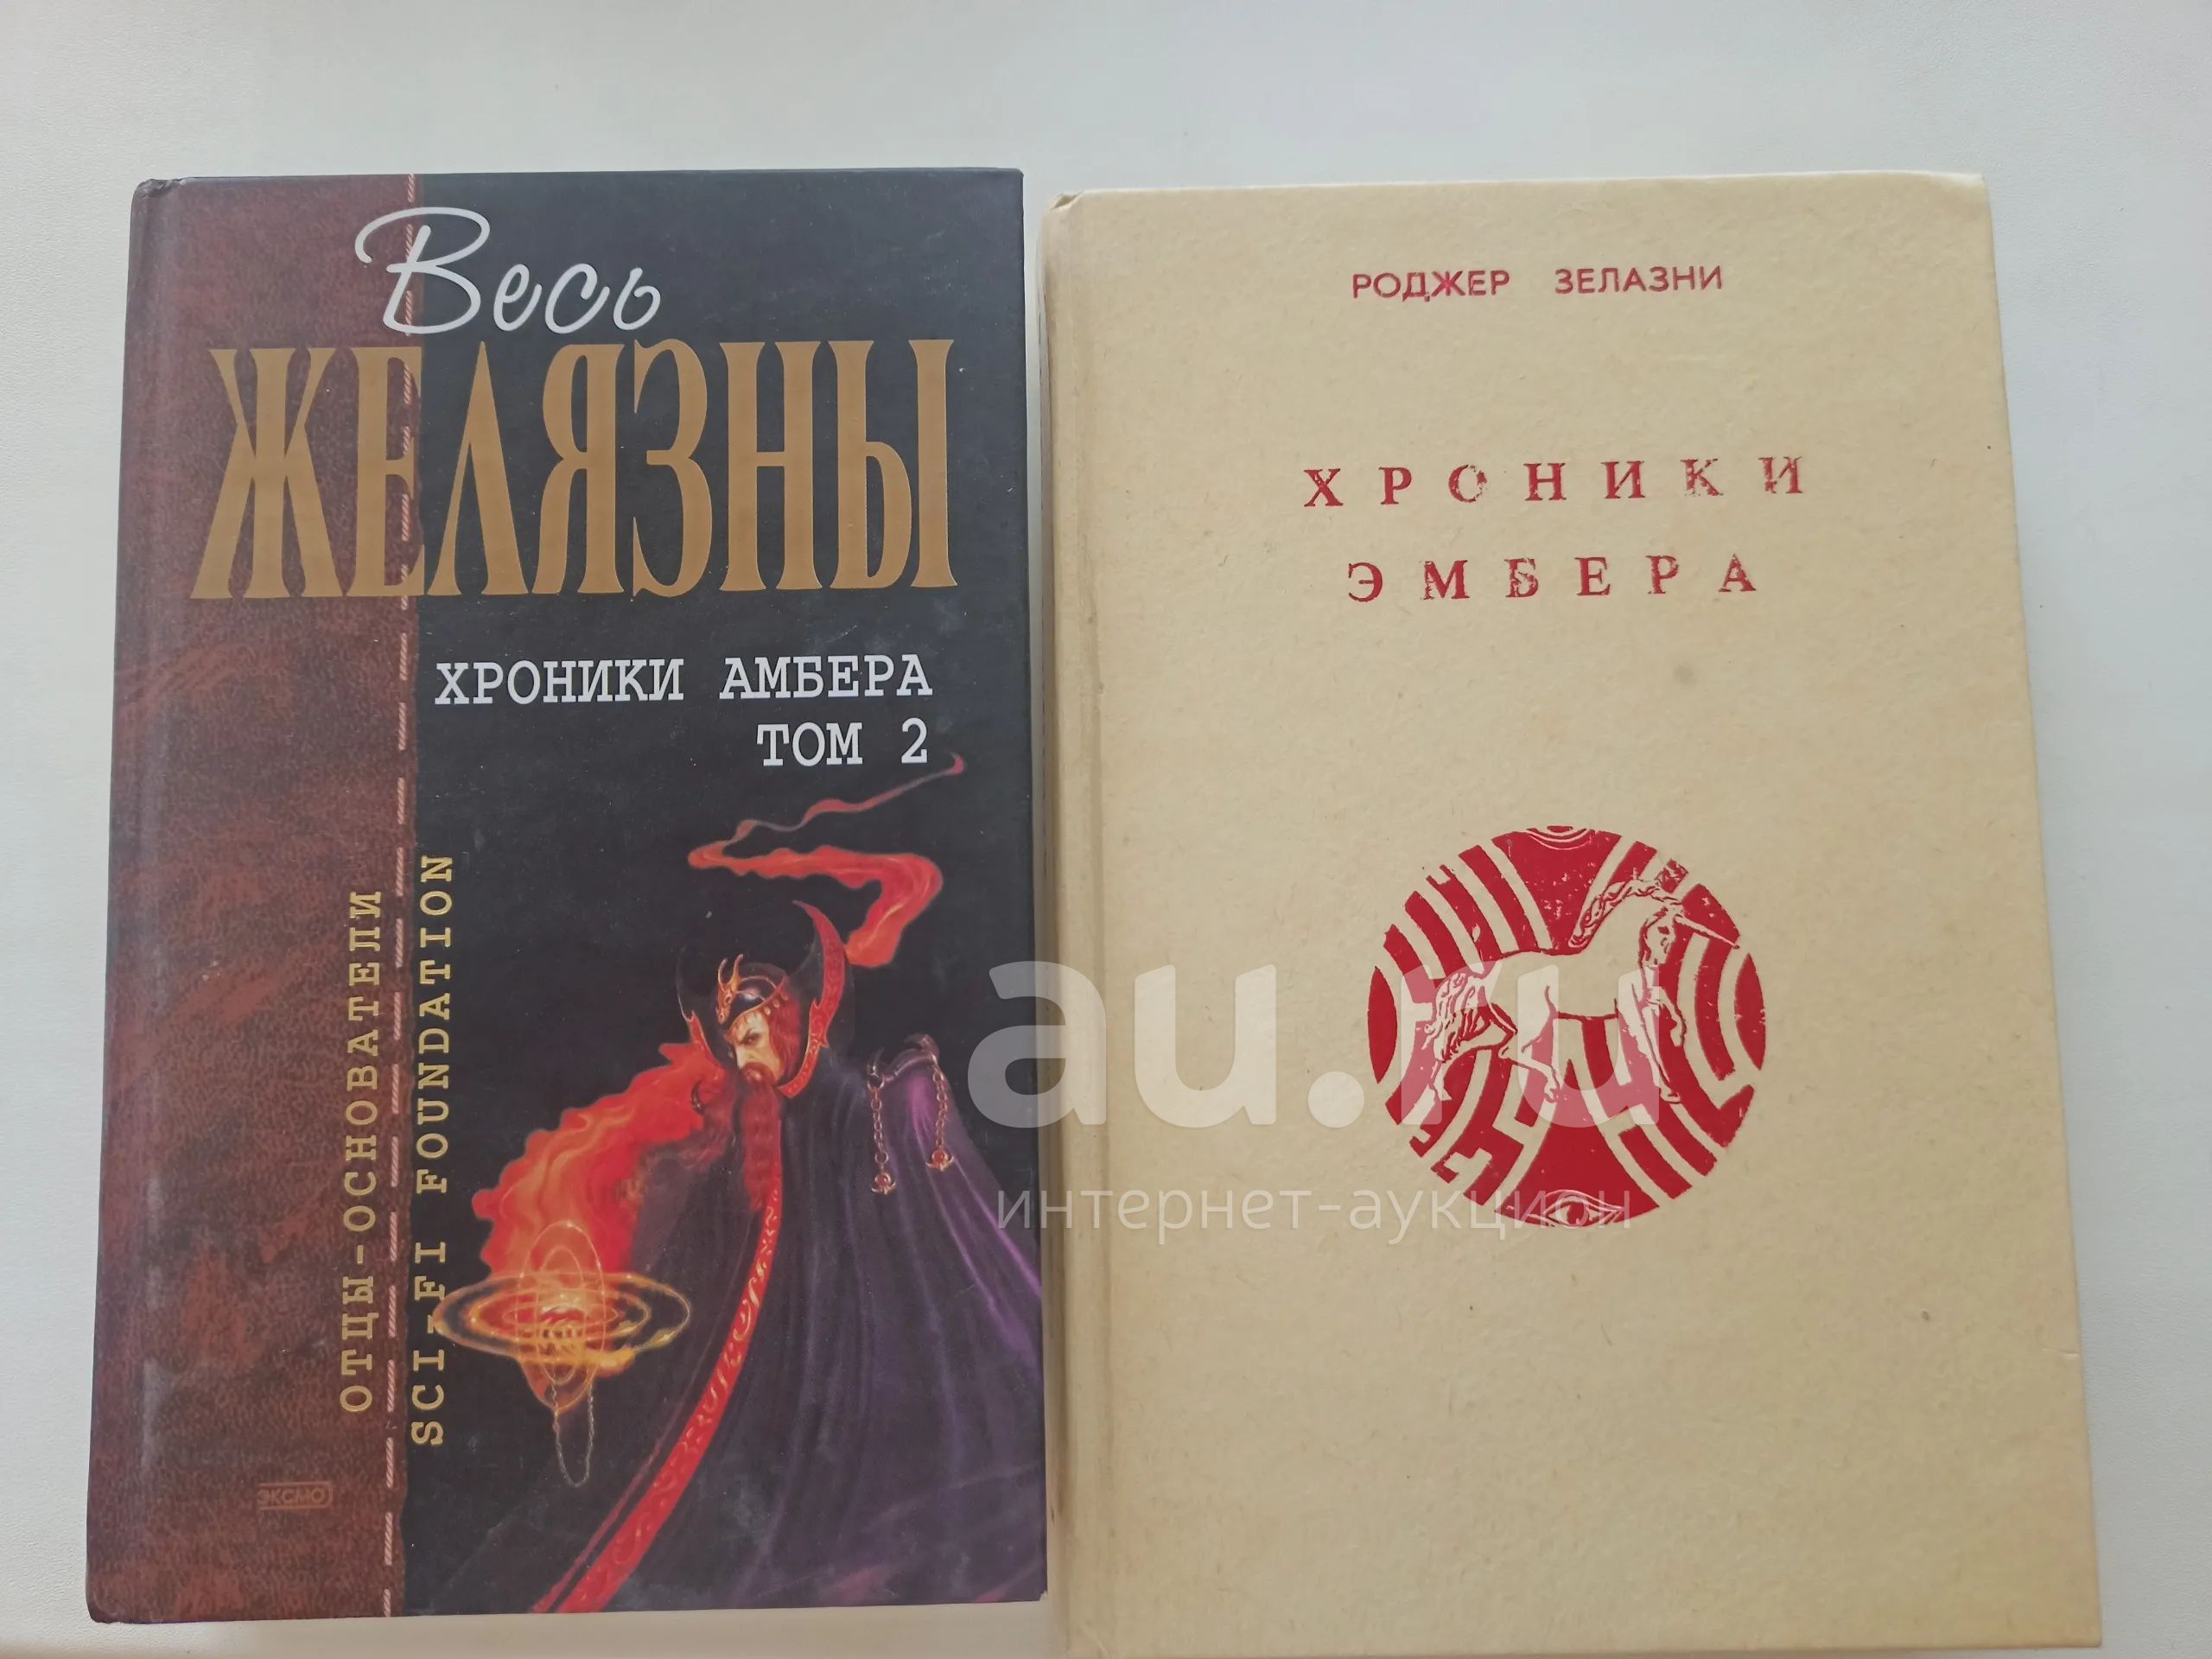 Весь
ЖЕЛЯЗНЫ
ХРОНИКИ АМБЕРА
ТОМ 2
ОТЦЫ-ОСНОВАТЕЛИ
SCI-FI FOUNDATION
ЭКСМО
РОДЖЕР ЗЕЛАЗНИ
ХРОНИКИ
ЭМБЕРА
au.ru
интернет-аукцион